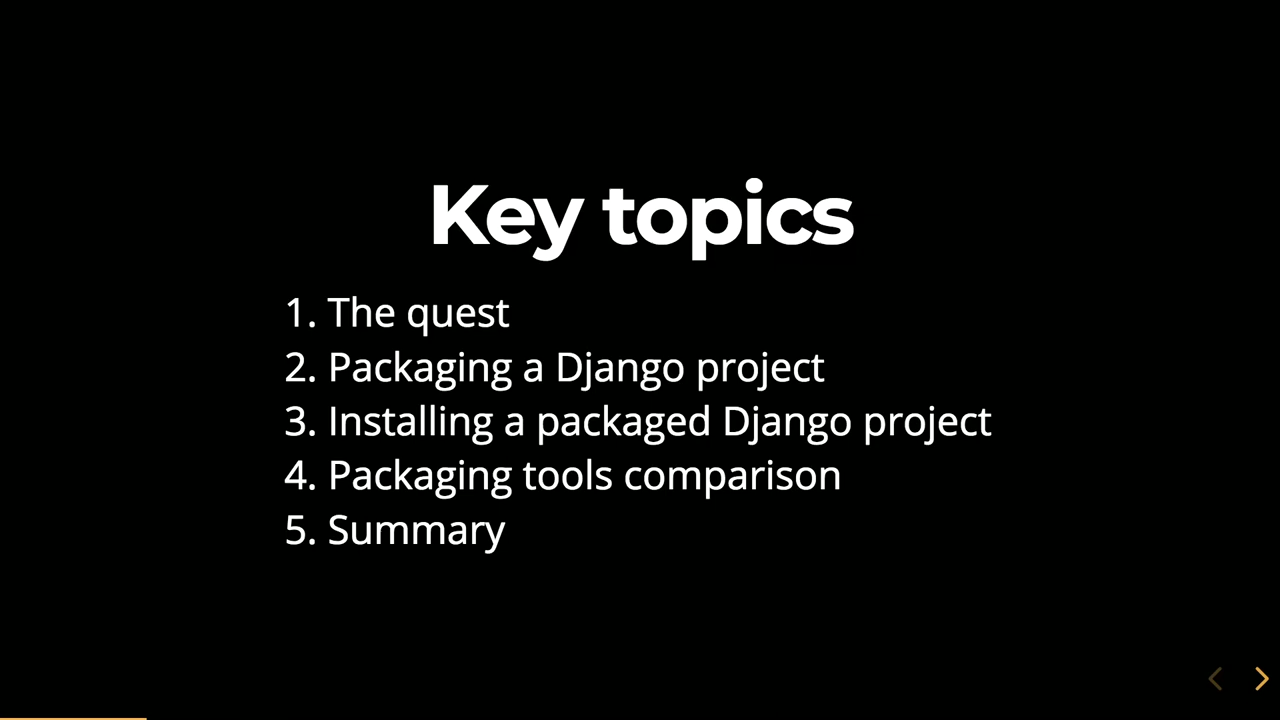 Key topics
1. The quest
2. Packaging a Django project
3. Installing a packaged Django project
4. Packaging tools comparison
5. Summary